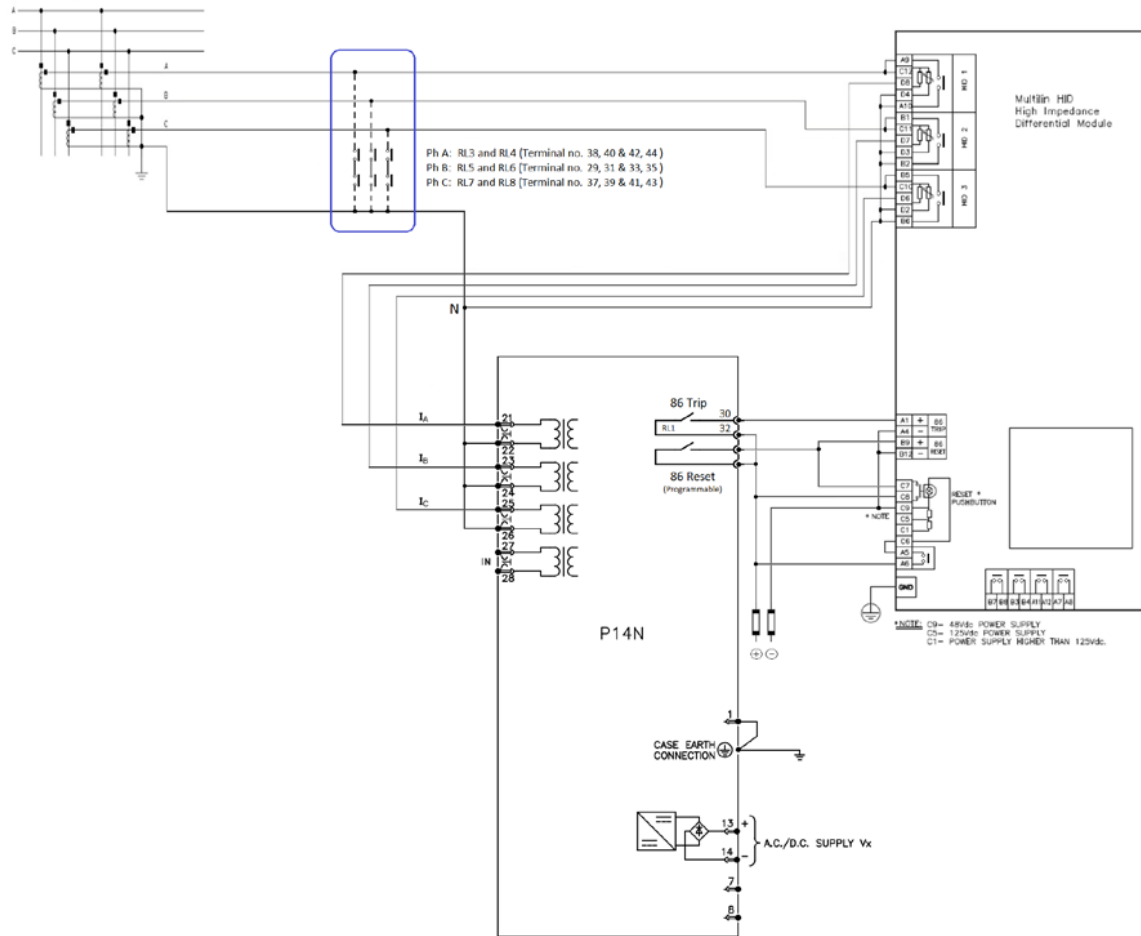 A
B
C
A
B
C
Ph A: RL3 and RL4 (Terminal no. 38, 40 & 42, 44 )
Ph B: RL5 and RL6 (Terminal no. 29, 31 & 33, 35 )
Ph C: RL7 and RL8 (Terminal no. 37, 39 & 41, 43 )
N
A9
C12
D8
D4
A10
HID 1
B1
C11
D7
D3
B2
HID 2
B5
C10
D6
D2
B6
HID 3
Multilin HID
High Impedance
Differential Module
IA
IB
IC
IN
21
22
23
24
25
26
27
28
86 Trip
RL1
30
32
86 Reset
(Programmable)
A1 + 86 TRIP
A4 −
B9 + 86 RESET
B12 −
C7
C8
C9
C5
C1
C6
A5
A6
* NOTE
RESET *
PUSHBUTTON
GND
B7 B8 B3 B4 A11 A12 A7 A8
*NOTE: C9– 48Vdc POWER SUPPLY
C5– 125Vdc POWER SUPPLY
C1– POWER SUPPLY HIGHER THAN 125Vdc.
+ −
P14N
1
CASE EARTH
CONNECTION
13 +
14 −
A.C./D.C. SUPPLY Vx
7
8